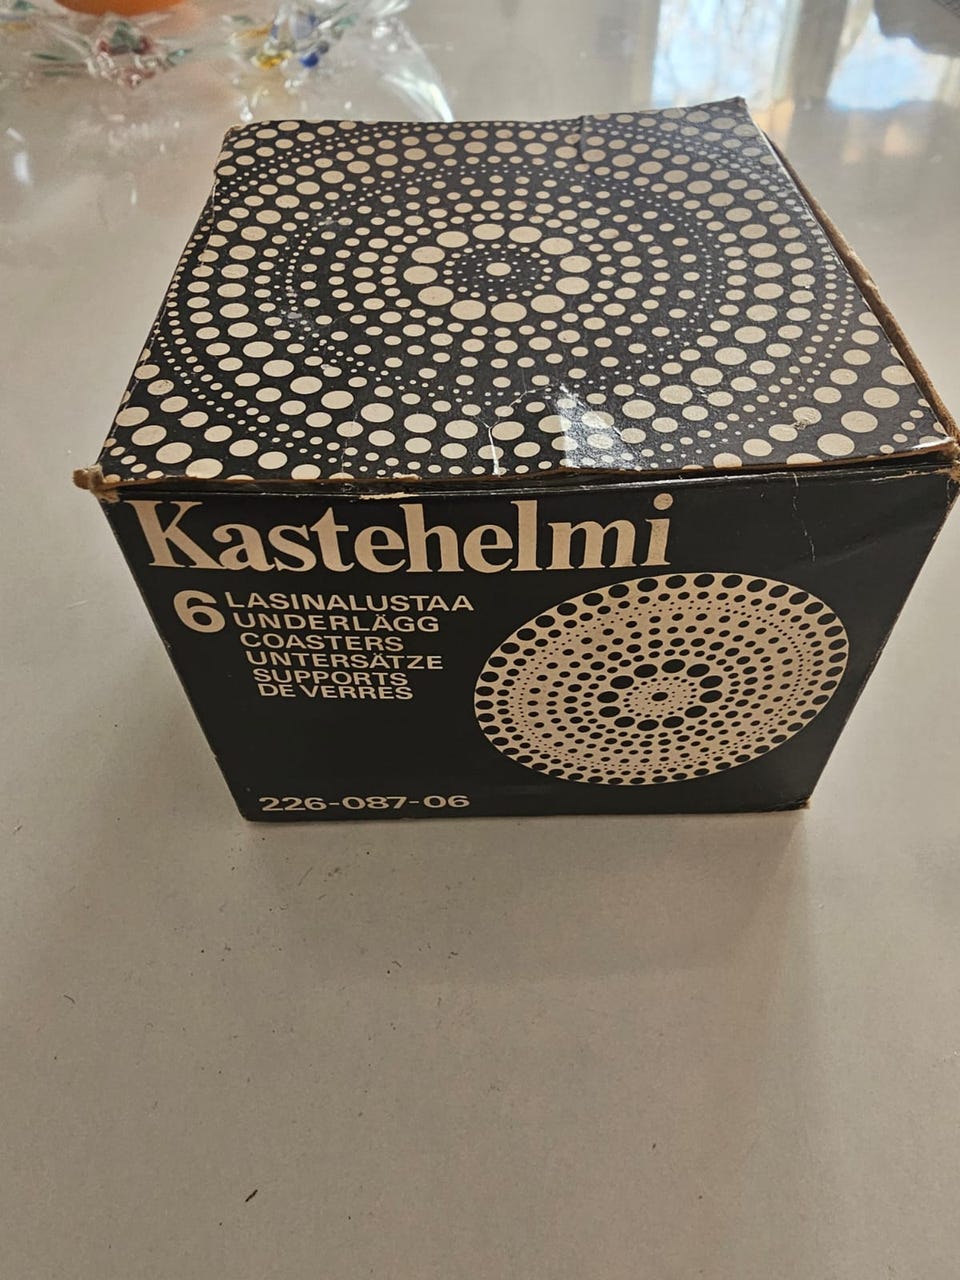 Kastehelmi
6 LASINALUSTAA
UNDERLÄGG
COASTERS
UNTERSÄTZE
SUPPORTS
DE VERRES
226-087-06